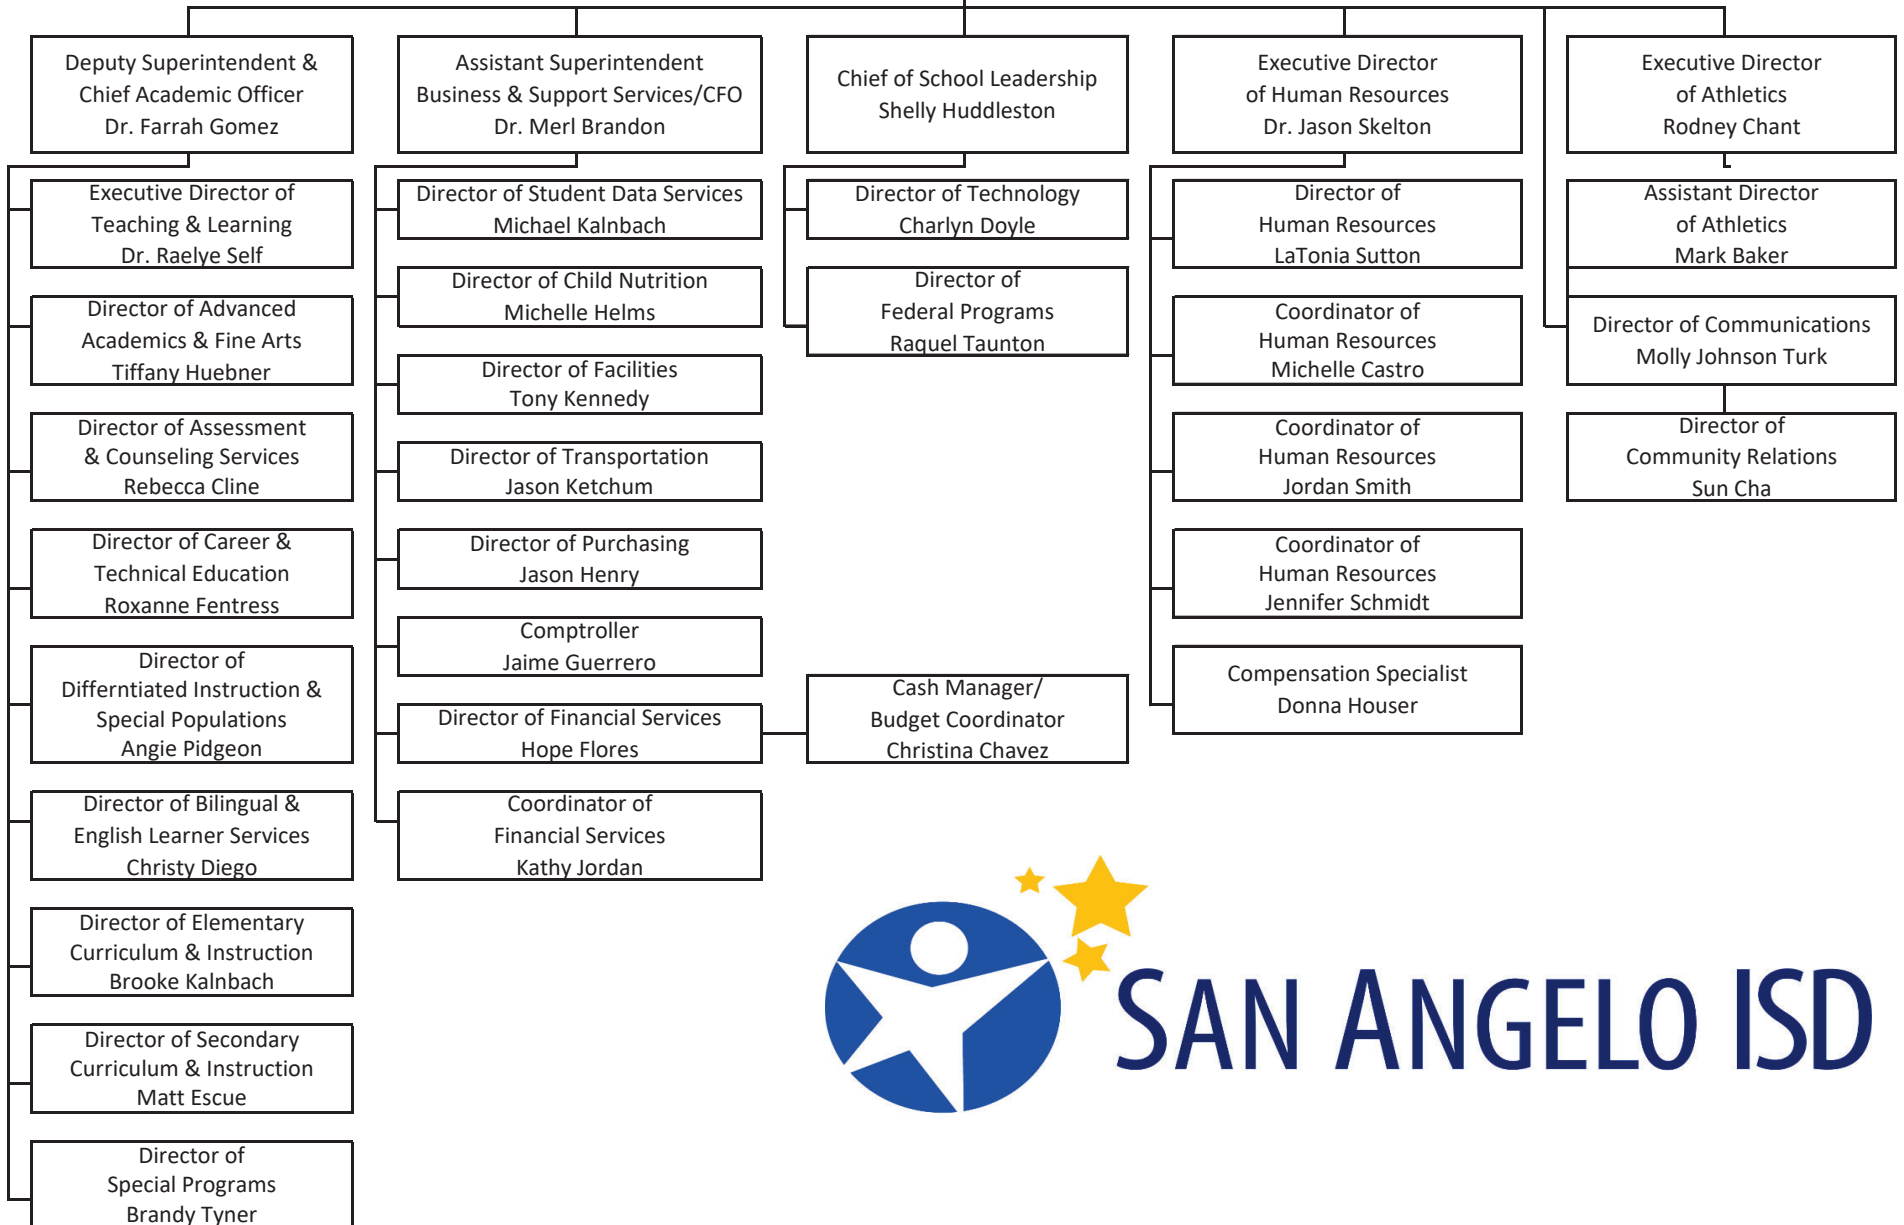 Deputy Superintendent &
Chief Academic Officer
Dr. Farrah Gomez
Assistant Superintendent
Business & Support Services/CFO
Dr. Merl Brandon
Chief of School Leadership
Shelly Huddleston
Executive Director
of Human Resources
Dr. Jason Skelton
Executive Director
of Athletics
Rodney Chant
Executive Director of
Teaching & Learning
Dr. Raelye Self
Director of Advanced
Academics & Fine Arts
Tiffany Huebner
Director of Assessment
& Counseling Services
Rebecca Cline
Director of Career &
Technical Education
Roxanne Fentress
Director of
Differntiated Instruction &
Special Populations
Angie Pidgeon
Director of Bilingual &
English Learner Services
Christy Diego
Director of Elementary
Curriculum & Instruction
Brooke Kalnbach
Director of Secondary
Curriculum & Instruction
Matt Escue
Director of
Special Programs
Brandy Tyner
Director of Student Data Services
Michael Kalnbach
Director of Child Nutrition
Michelle Helms
Director of Facilities
Tony Kennedy
Director of Transportation
Jason Ketchum
Director of Purchasing
Jason Henry
Comptroller
Jaime Guerrero
Director of Financial Services
Hope Flores
Coordinator of
Financial Services
Kathy Jordan
Director of Technology
Charlyn Doyle
Director of
Federal Programs
Raquel Taunton
Cash Manager/
Budget Coordinator
Christina Chavez
Director of
Human Resources
LaTonia Sutton
Coordinator of
Human Resources
Michelle Castro
Coordinator of
Human Resources
Jordan Smith
Coordinator of
Human Resources
Jennifer Schmidt
Compensation Specialist
Donna Houser
Assistant Director
of Athletics
Mark Baker
Director of Communications
Molly Johnson Turk
Director of
Community Relations
Sun Cha
SAN ANGELO ISD